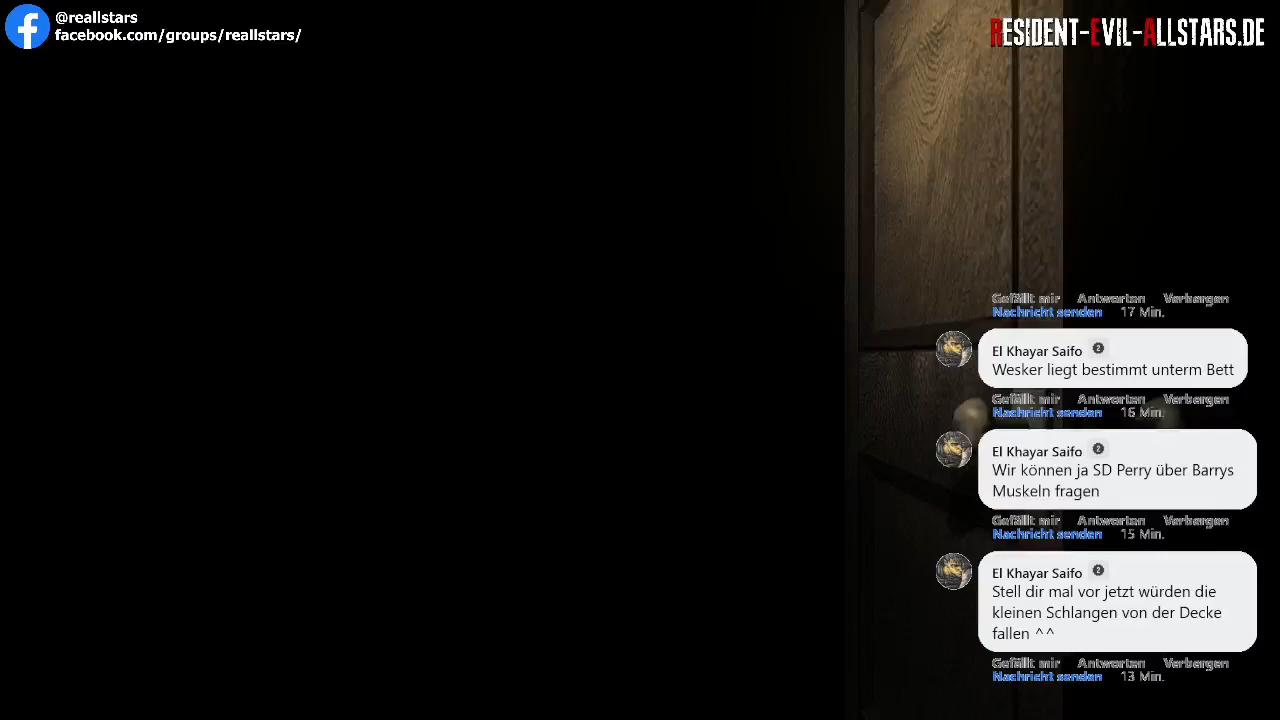 @reallstars
facebook.com/groups/reallstars/
RESIDENT-EVIL-ALLSTARS.DE
Gefällt mir Antworten Verbergen
Nachricht senden 17 Min.
El Khayar Saifo 2
Wesker liegt bestimmt unterm Bett
Gefällt mir Antworten Verbergen
Nachricht senden 16 Min.
El Khayar Saifo 2
Wir können ja SD Perry über Barrys
Muskeln fragen
Gefällt mir Antworten Verbergen
Nachricht senden 15 Min.
El Khayar Saifo 2
Stell dir mal vor jetzt würden die
kleinen Schlangen von der Decke
fallen ^^
Gefällt mir Antworten Verbergen
Nachricht senden 13 Min.